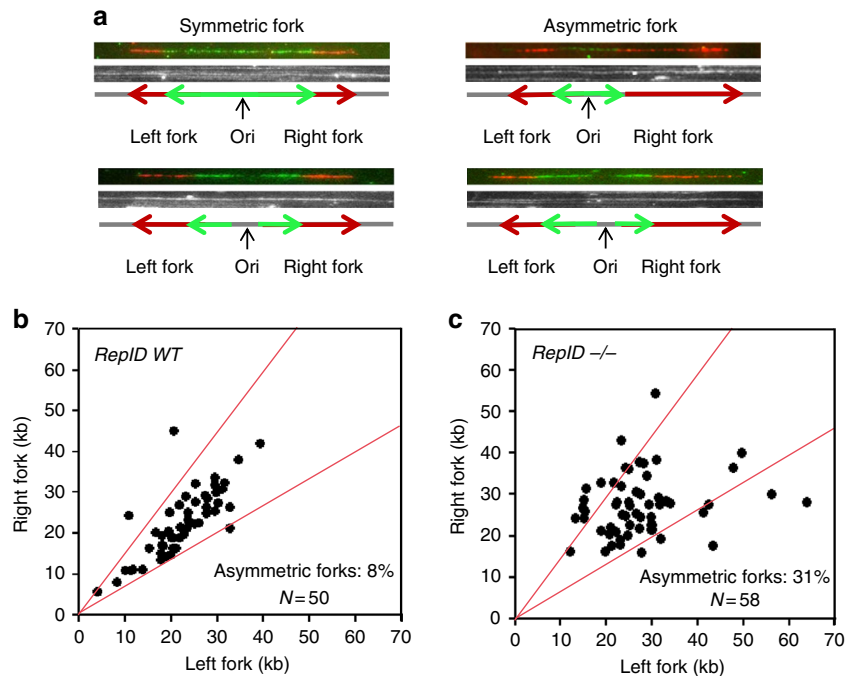 a
Symmetric fork
Asymmetric fork
Left fork Ori Right fork
Left fork Ori Right fork
Left fork Ori Right fork
Left fork Ori Right fork
b
RepID WT
70
60
50
40
30
20
10
0
Right fork (kb)
Asymmetric forks: 8%
N=50
0 10 20 30 40 50 60 70
Left fork (kb)
c
RepID –/–
70
60
50
40
30
20
10
0
Right fork (kb)
Asymmetric forks: 31%
N=58
0 10 20 30 40 50 60 70
Left fork (kb)